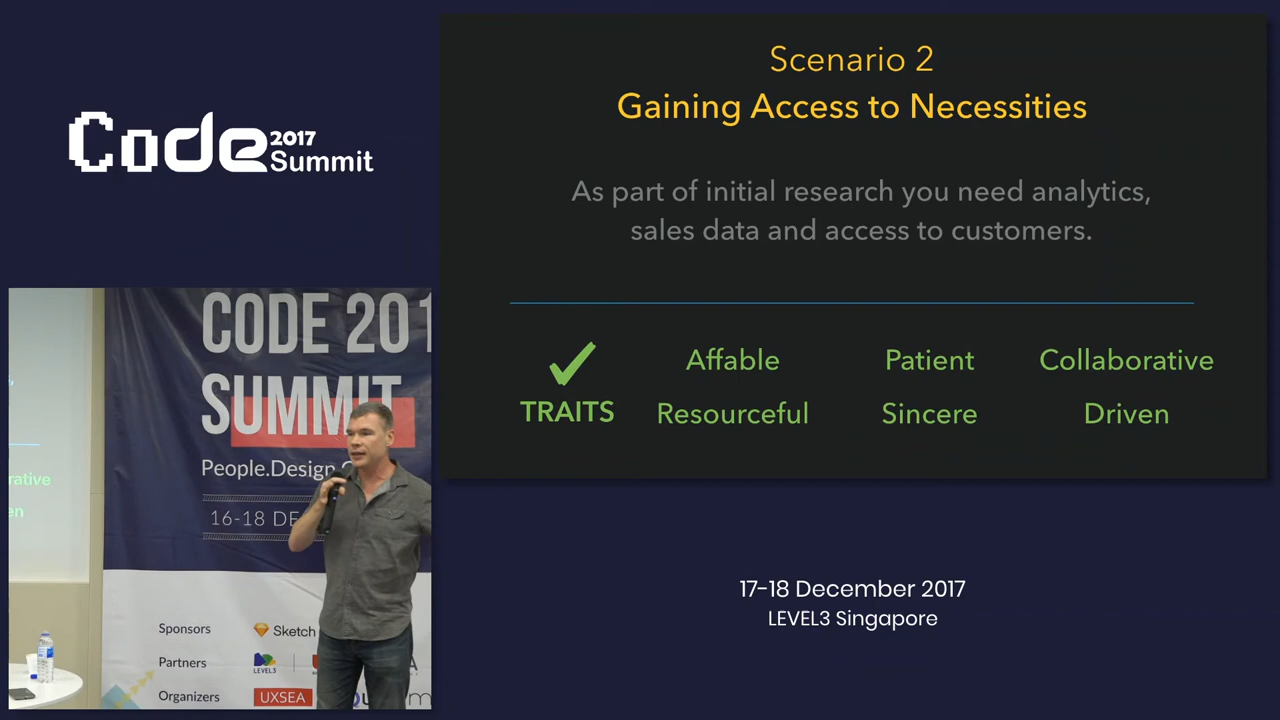 Code 2017 Summit
Scenario 2
Gaining Access to Necessities
As part of initial research you need analytics,
sales data and access to customers.
TRAITS
Affable Patient Collaborative
Resourceful Sincere Driven
17-18 December 2017
LEVEL3 Singapore
CODE 201
SUMMIT
People.Design.
16-18 DE
Sponsors Sketch
Partners LEVEL3
Organizers UXSEA
rative
en